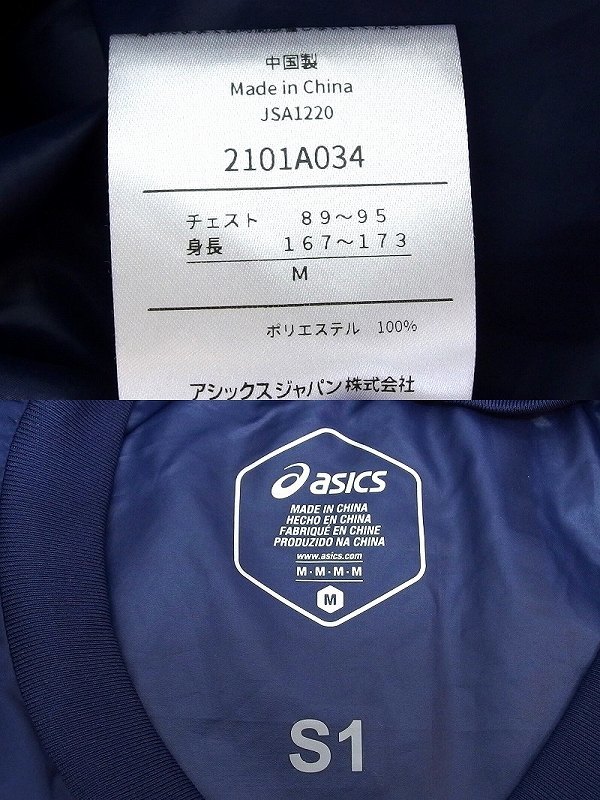 中国製
Made in China
JSA1220
2101A034
チェスト 89～95
身長 167～173
M
ポリエステル 100%
アシックスジャパン株式会社
asics
MADE IN CHINA
HECHO EN CHINA
FABRIQUÉ EN CHINE
PRODUZIDO NA CHINA
www.asics.com
M・M・M・M
M
S1